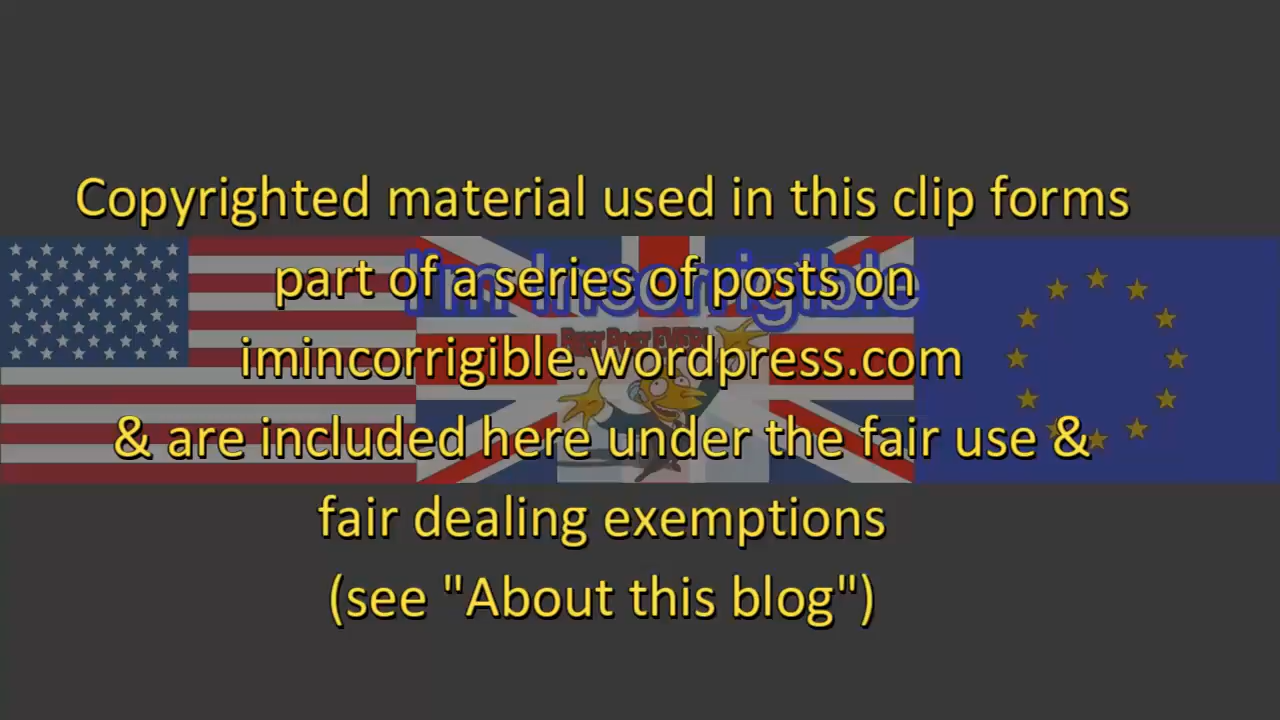 Copyrighted material used in this clip forms
part of a series of posts on
I'm Incorrigible
imincorrigible.wordpress.com
& are included here under the fair use &
fair dealing exemptions
(see "About this blog")